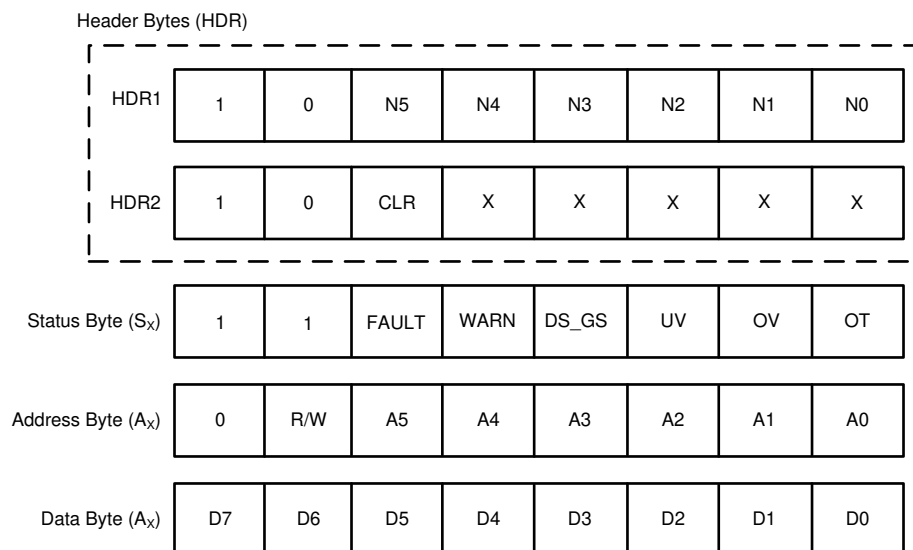 Header Bytes (HDR)
HDR1 1 0 N5 N4 N3 N2 N1 N0
HDR2 1 0 CLR X X X X X
Status Byte (SX) 1 1 FAULT WARN DS_GS UV OV OT
Address Byte (AX) 0 R/W A5 A4 A3 A2 A1 A0
Data Byte (AX) D7 D6 D5 D4 D3 D2 D1 D0